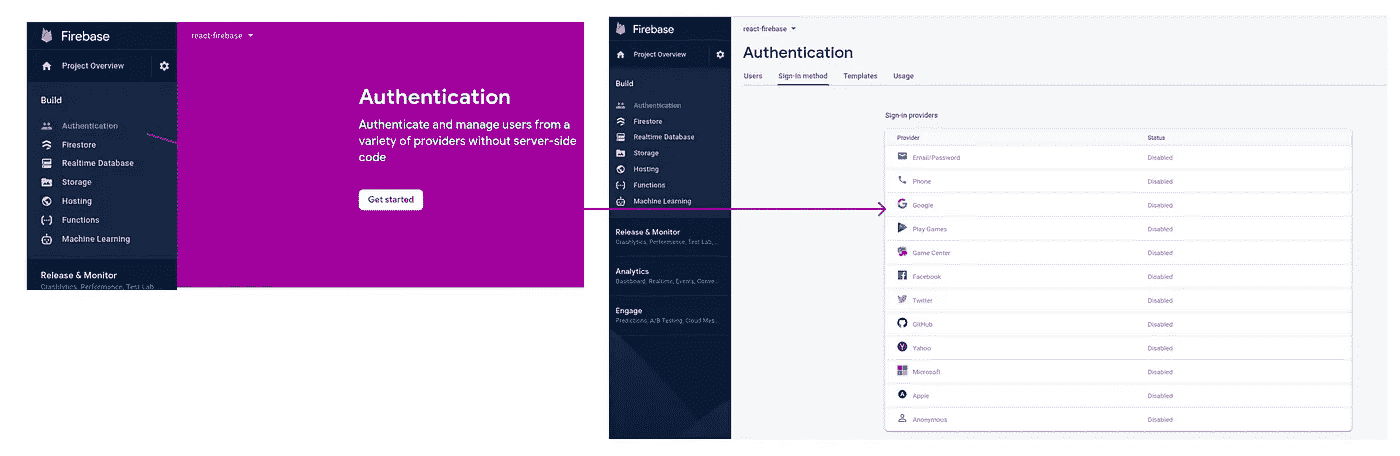 Firebase
Project Overview
Build
Authentication
Firestore
Realtime Database
Storage
Hosting
Functions
Machine Learning
Release & Monitor
Crashlytics, Performance, Test Lab
react-firebase
Authentication
Authenticate and manage users from a
variety of providers without server-side
code
Get started
Firebase
Project Overview
Build
Authentication
Firestore
Realtime Database
Storage
Hosting
Functions
Machine Learning
Release & Monitor
Crashlytics, Performance, Test Lab, ...
Analytics
Dashboard, Realtime, Events, Conve...
Engage
Predictions, A/B Testing, Cloud Mes...
react-firebase
Authentication
Users Sign-in method Templates Usage
Sign-in providers
Provider Status
Email/Password Disabled
Phone Disabled
Google Disabled
Play Games Disabled
Game Center Disabled
Facebook Disabled
Twitter Disabled
GitHub Disabled
Yahoo Disabled
Microsoft Disabled
Apple Disabled
Anonymous Disabled